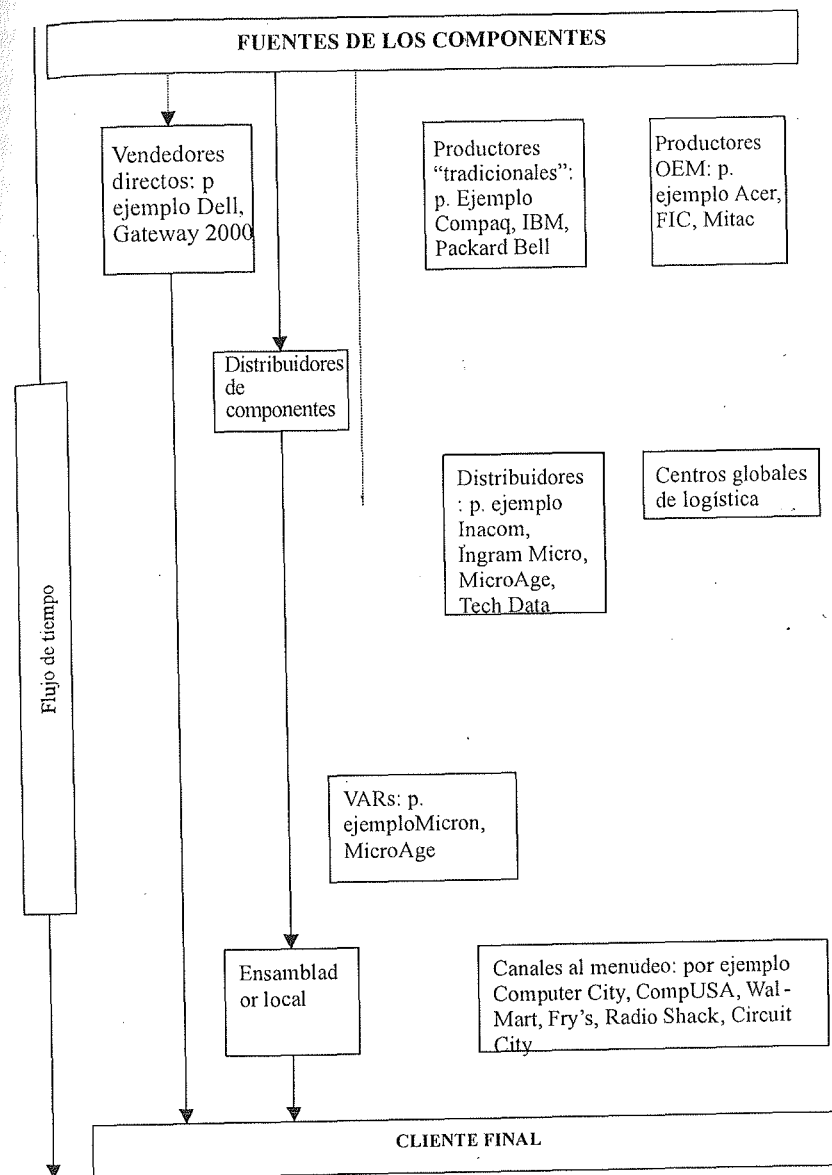 FUENTES DE LOS COMPONENTES
Vendedores
directos: p
ejemplo Dell,
Gateway 2000
Productores
“tradicionales”:
p. Ejemplo
Compaq, IBM,
Packard Bell
Productores
OEM: p.
ejemplo Acer,
FIC, Mitac
Distribuidores
de
componentes
Distribuidores
: p. ejemplo
Inacom,
Ingram Micro,
MicroAge,
Tech Data
Centros globales
de logística
Flujo de tiempo
VARs: p.
ejemploMicron,
MicroAge
Ensamblad
or local
Canales al menudeo: por ejemplo
Computer City, CompUSA, Wal-
Mart, Fry's, Radio Shack, Circuit
City
CLIENTE FINAL